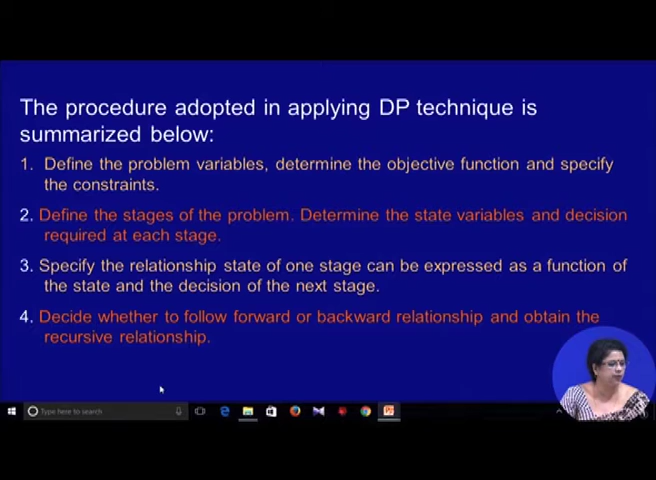 The procedure adopted in applying DP technique is
summarized below:
1. Define the problem variables, determine the objective function and specify
the constraints.
2. Define the stages of the problem. Determine the state variables and decision
required at each stage.
3. Specify the relationship state of one stage can be expressed as a function of
the state and the decision of the next stage.
4. Decide whether to follow forward or backward relationship and obtain the
recursive relationship.
Type here to search